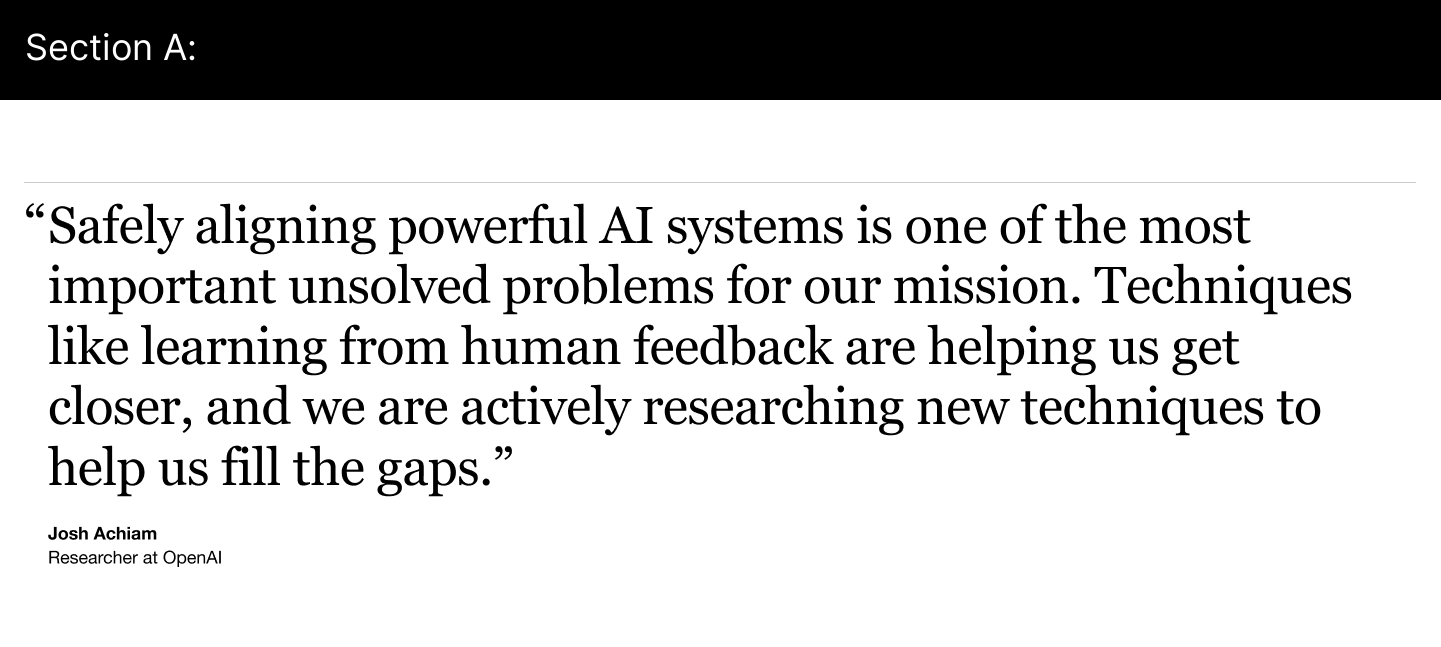 Section A:
“Safely aligning powerful AI systems is one of the most
important unsolved problems for our mission. Techniques
like learning from human feedback are helping us get
closer, and we are actively researching new techniques to
help us fill the gaps.”
Josh Achiam
Researcher at OpenAI